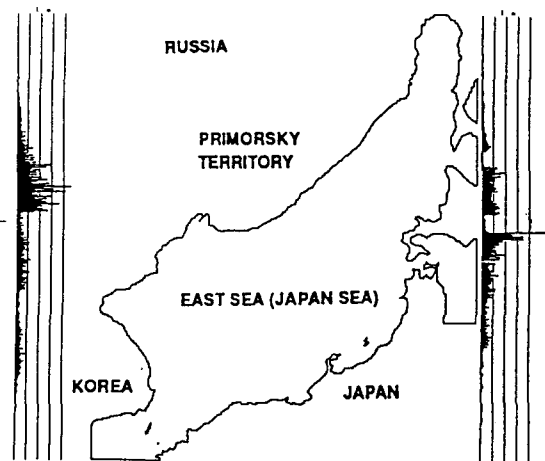 RUSSIA
PRIMORSKY
TERRITORY
EAST SEA (JAPAN SEA)
KOREA
JAPAN